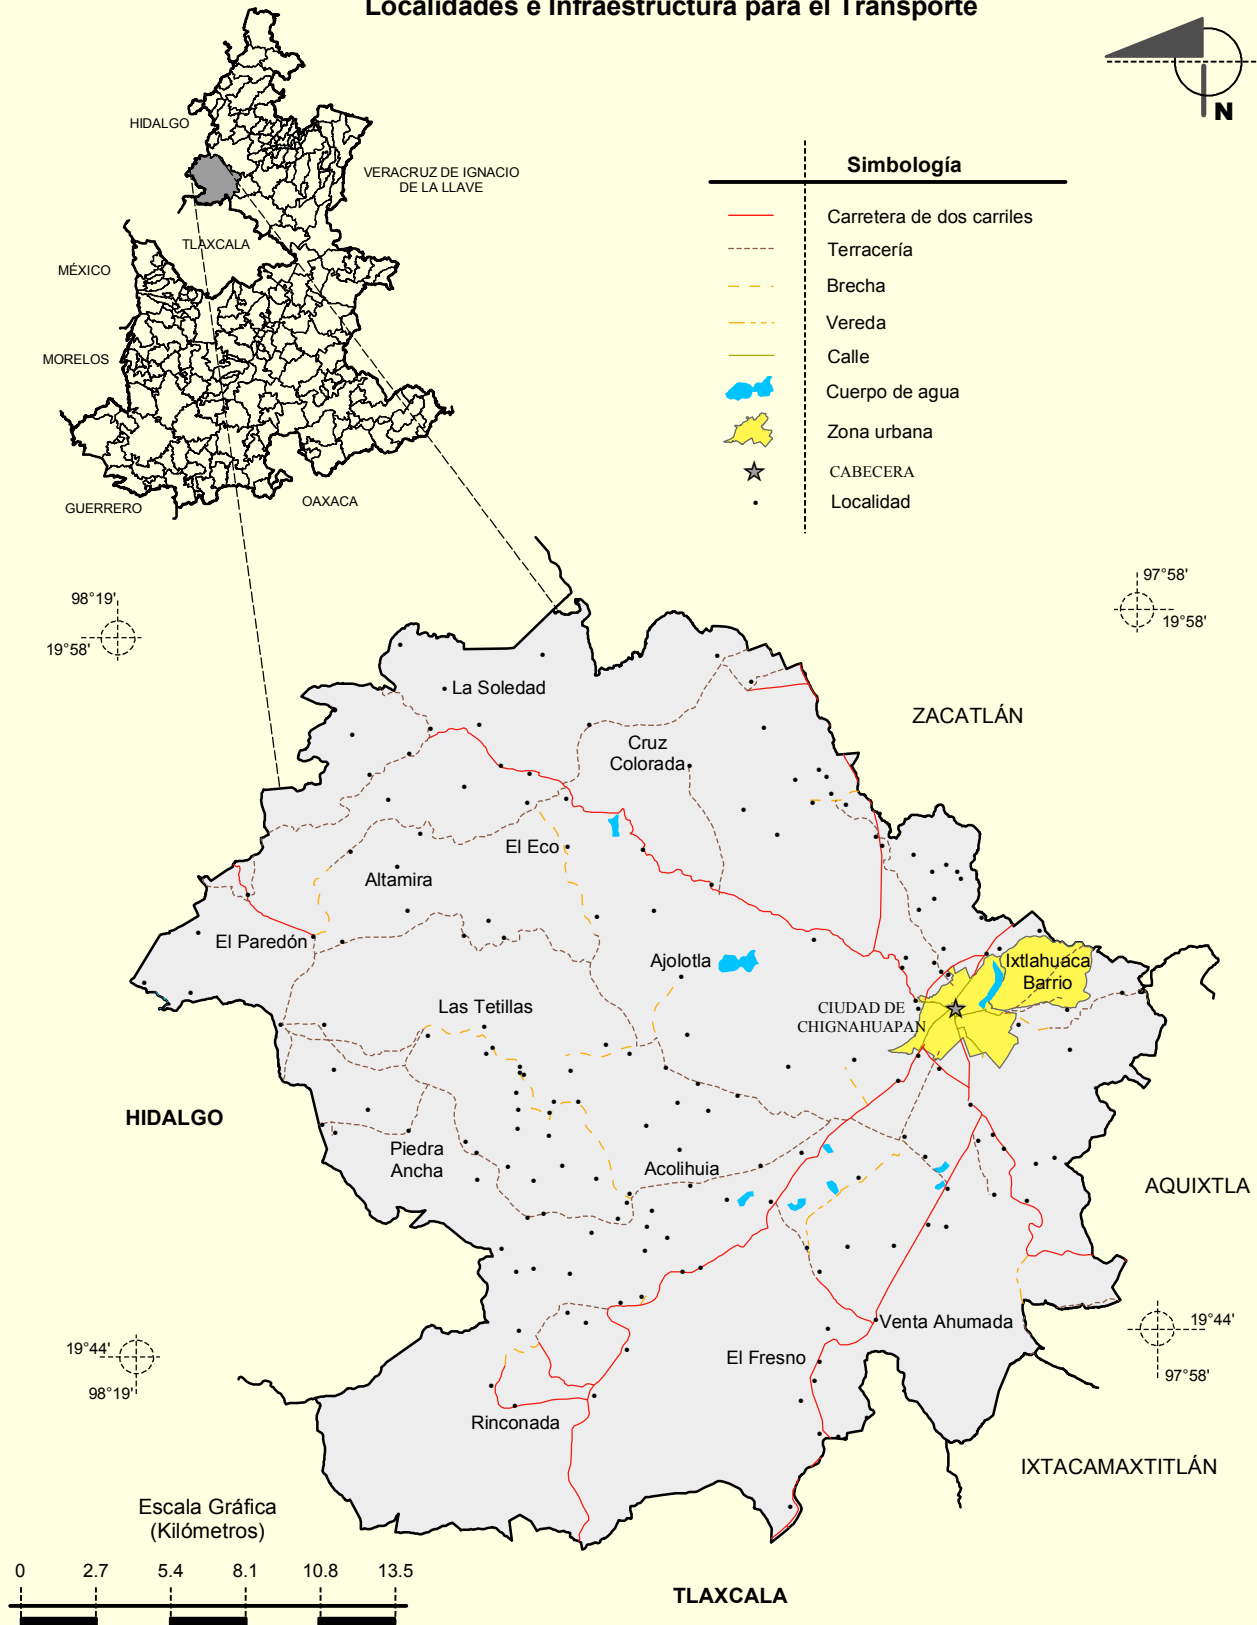 Localidades e Infraestructura para el Transporte
N
HIDALGO
VERACRUZ DE IGNACIO
DE LA LLAVE
TLAXCALA
MÉXICO
MORELOS
GUERRERO
OAXACA
Simbología
Carretera de dos carriles
Terracería
Brecha
Vereda
Calle
Cuerpo de agua
Zona urbana
CABECERA
Localidad
98°19'
19°58'
97°58'
19°58'
La Soledad
ZACATLÁN
Cruz
Colorada
El Eco
Altamira
El Paredón
Ajolotla
Ixtlahuaca
Barrio
Las Tetillas
CIUDAD DE
CHIGNAHUAPAN
HIDALGO
Piedra
Ancha
Acolihuia
AQUIXTLA
Venta Ahumada
19°44'
98°19'
19°44'
97°58'
El Fresno
Rinconada
IXTACAMAXTITLÁN
Escala Gráfica
(Kilómetros)
0 2.7 5.4 8.1 10.8 13.5
TLAXCALA